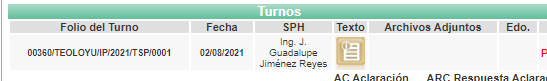 Turnos
Folio del Turno Fecha SPH Texto Archivos Adjuntos Edo.
00360/TEOLOYU/IP/2021/TSP/0001 02/08/2021 Ing. J. Guadalupe Jiménez Reyes
AC Aclaración ARC Respuesta Aclara